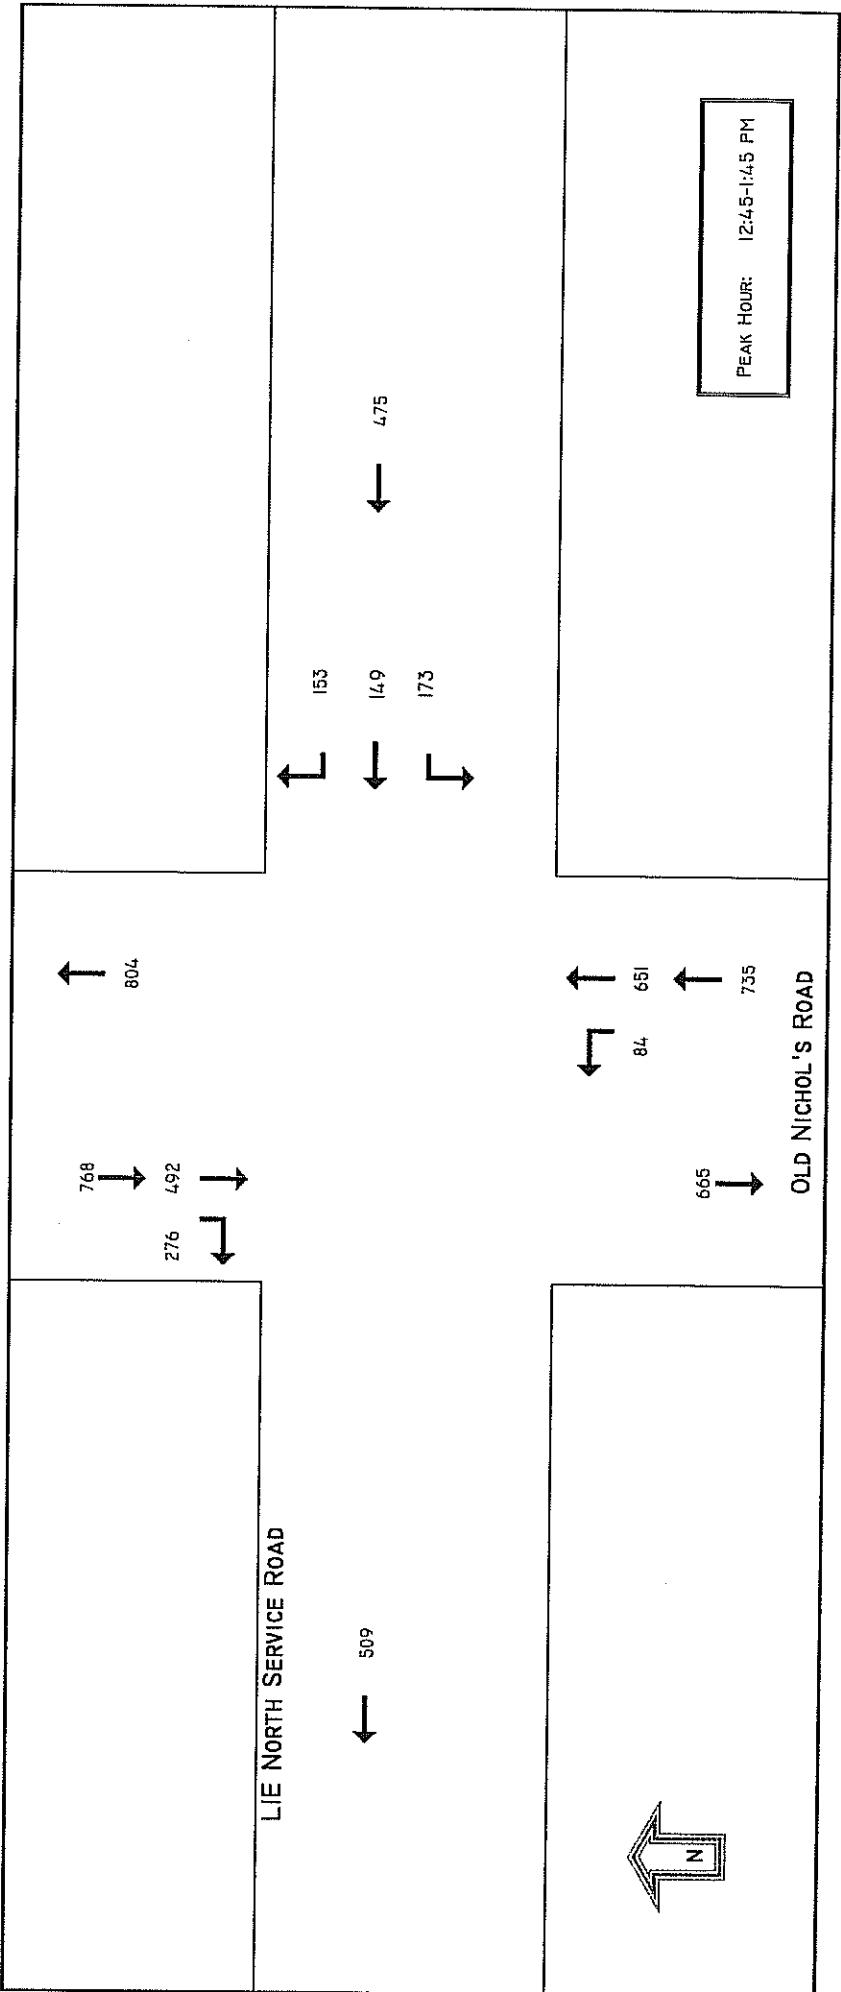 768
804
276 492
LIE NORTH SERVICE ROAD
153
509
149
475
173
84 651
N
665
735
PEAK HOUR: 12:45-1:45 PM
OLD NICHOL'S ROAD